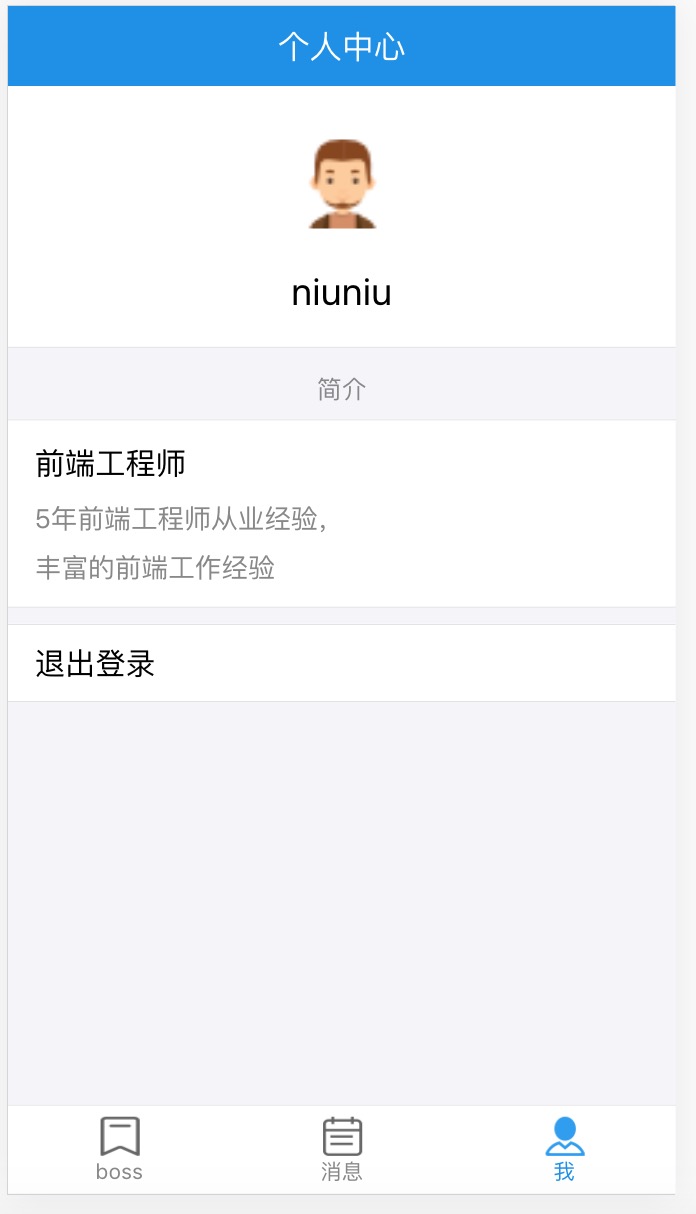 个人中心
niuniu
简介
前端工程师
5年前端工程师从业经验，
丰富的前端工作经验
退出登录
boss
消息
我